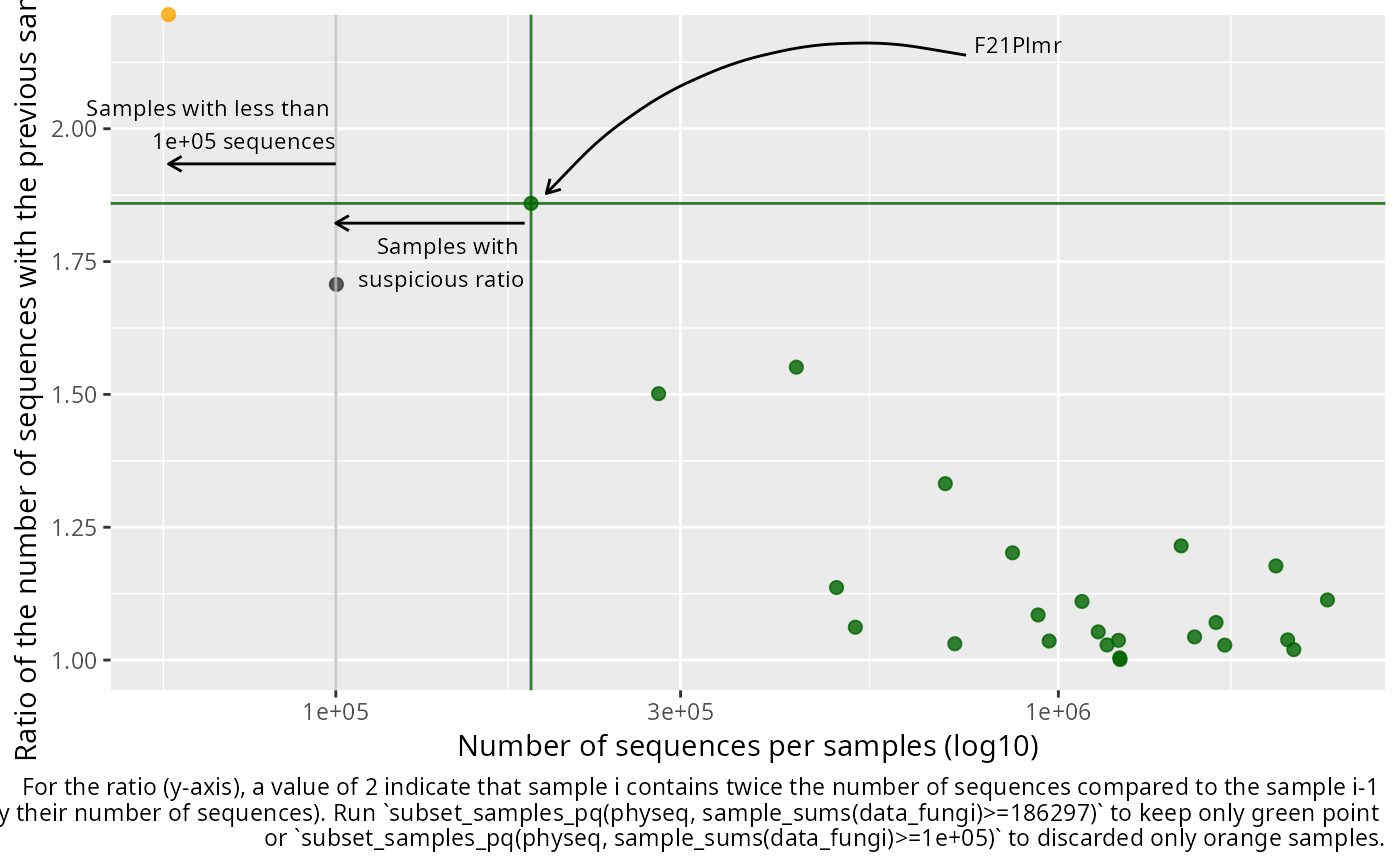 Ratio of the number of sequences with the previous
F21Plmr
Samples with less than
1e+05 sequences
Samples with
suspicious ratio
2.00
1.75
1.50
1.25
1.00
1e+05
3e+05
1e+06
Number of sequences per samples (log10)
For the ratio (y-axis), a value of 2 indicate that sample i contains twice the number of sequences compared to the sample i-1
their number of sequences). Run `subset_samples_pq(physeq, sample_sums(data_fungi)>=186297)` to keep only green point
or `subset_samples_pq(physeq, sample_sums(data_fungi)>=1e+05)` to discarded only orange samples.